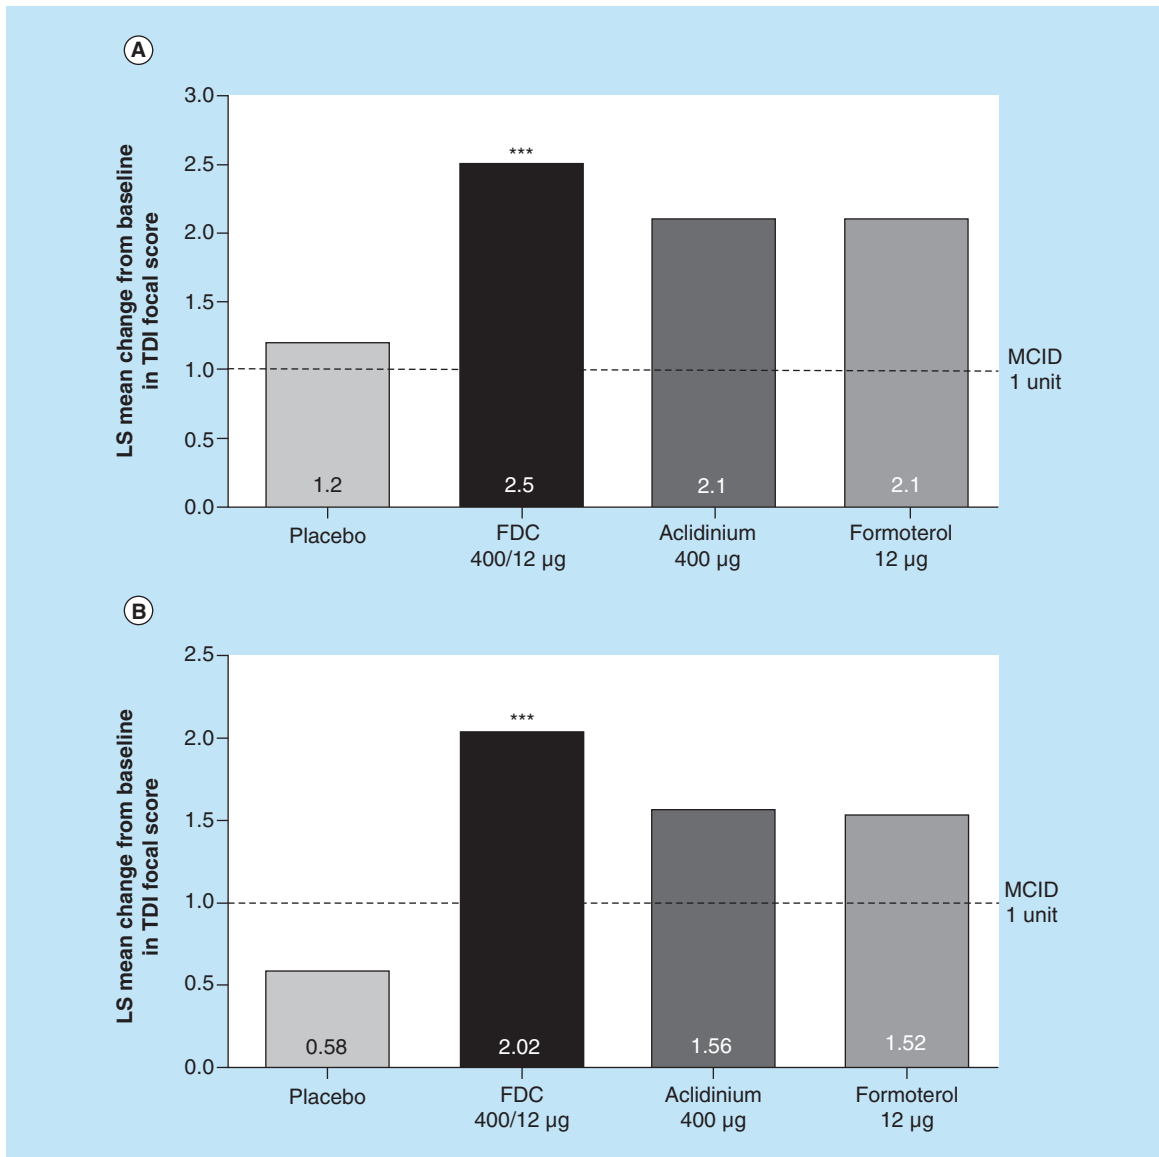 A
LS mean change from baseline
in TDI focal score
3.0
2.5
2.0
1.5
1.0
0.5
0.0
***
MCID
1 unit
1.2
2.5
2.1
2.1
Placebo
FDC
400/12 µg
Aclidinium
400 µg
Formoterol
12 µg
B
LS mean change from baseline
in TDI focal score
2.5
2.0
1.5
1.0
0.5
0.0
***
MCID
1 unit
0.58
2.02
1.56
1.52
Placebo
FDC
400/12 µg
Aclidinium
400 µg
Formoterol
12 µg